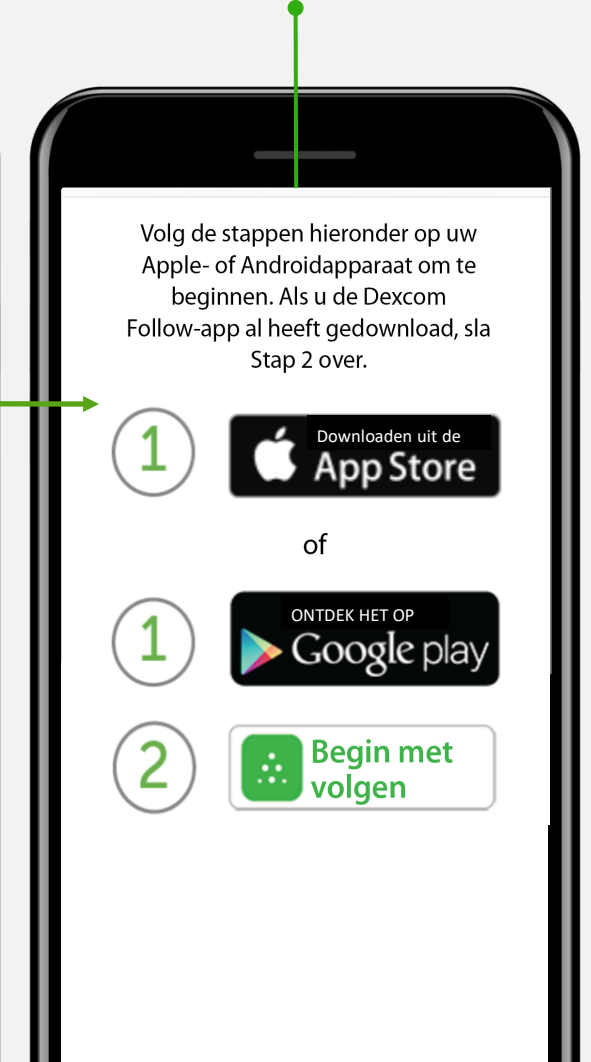 Volg de stappen hieronder op uw
Apple- of Androidapparaat om te
beginnen. Als u de Dexcom
Follow-app al heeft gedownload, sla
Stap 2 over.
1
Downloaden uit de
App Store
of
1
ONTDEK HET OP
Google play
2
Begin met
volgen